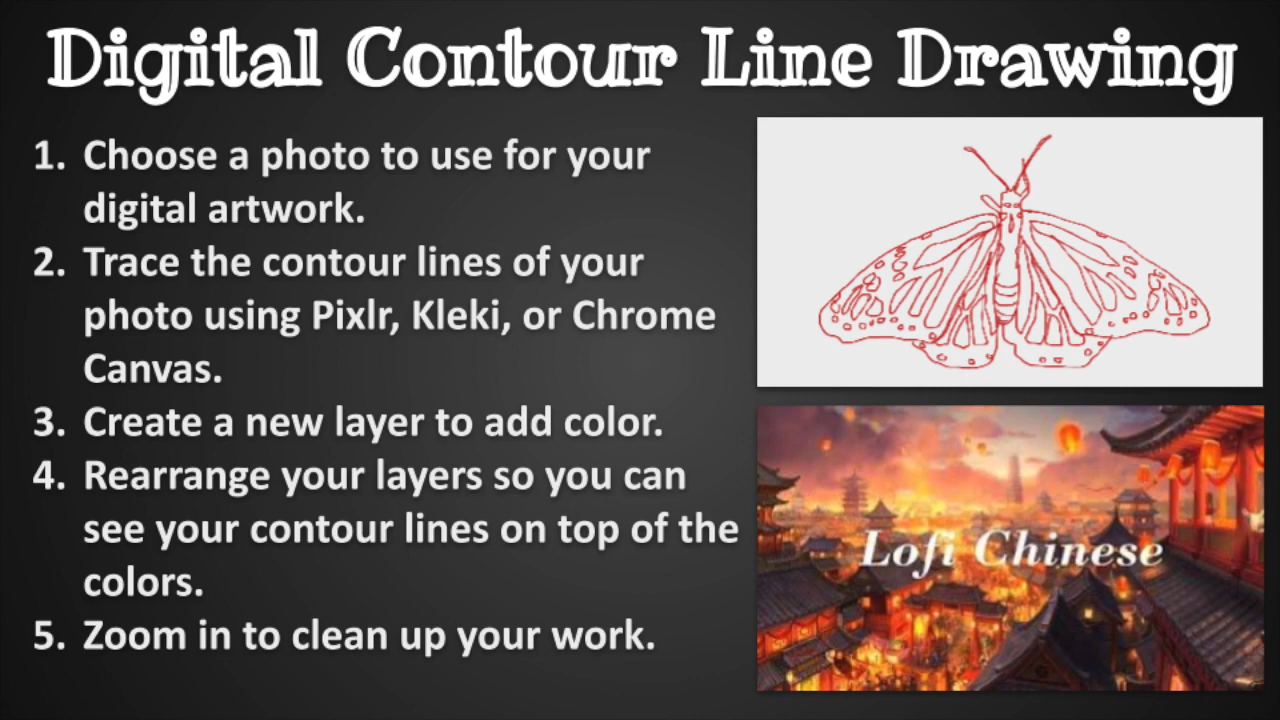 Digital Contour Line Drawing
1. Choose a photo to use for your
digital artwork.
2. Trace the contour lines of your
photo using Pixlr, Kleki, or Chrome
Canvas.
3. Create a new layer to add color.
4. Rearrange your layers so you can
see your contour lines on top of the
colors.
5. Zoom in to clean up your work.
Lofi Chinese